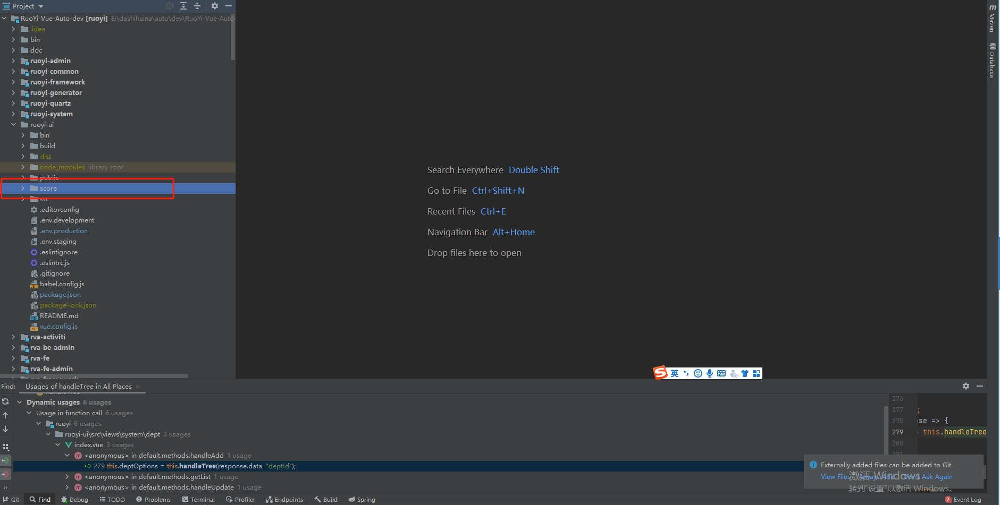 Project
RuoYi-Vue-Auto-dev [ruoyi] E:\dashihaina\auto\dev\RuoYi-Vue-Auto-
.idea
bin
doc
ruoyi-admin
ruoyi-common
ruoyi-framework
ruoyi-generator
ruoyi-quartz
ruoyi-system
ruoyi-ui
bin
build
dist
node_modules library root
public
score
src
.editorconfig
.env.development
.env.production
.env.staging
.eslintignore
.eslintrc.js
.gitignore
babel.config.js
package.json
package-lock.json
README.md
vue.config.js
rva-activiti
rva-be-admin
rva-fe
rva-fe-admin
Search Everywhere Double Shift
Go to File Ctrl+Shift+N
Recent Files Ctrl+E
Navigation Bar Alt+Home
Drop files here to open
Maven
Database
英
Find: Usages of handleTree in All Places
Dynamic usages 6 usages
Usage in function call 6 usages
ruoyi 6 usages
ruoyi-ui\src\views\system\dept 3 usages
index.vue 3 usages
<anonymous> in default.methods.handleAdd 1 usage
279 this.deptOptions = this.handleTree(response.data, "deptId");
<anonymous> in default.methods.getList 1 usage
<anonymous> in default.methods.handleUpdate 1 usage
276
277 ;
278 se => {
279 = this.handleTree
280
281
Externally added files can be added to Git
View Files Always Add Don't Ask Again
激活 Windows
转到"设置"以激活 Windows。
Git Find Debug TODO Problems Terminal Profiler Endpoints Build Spring
2 Event Log